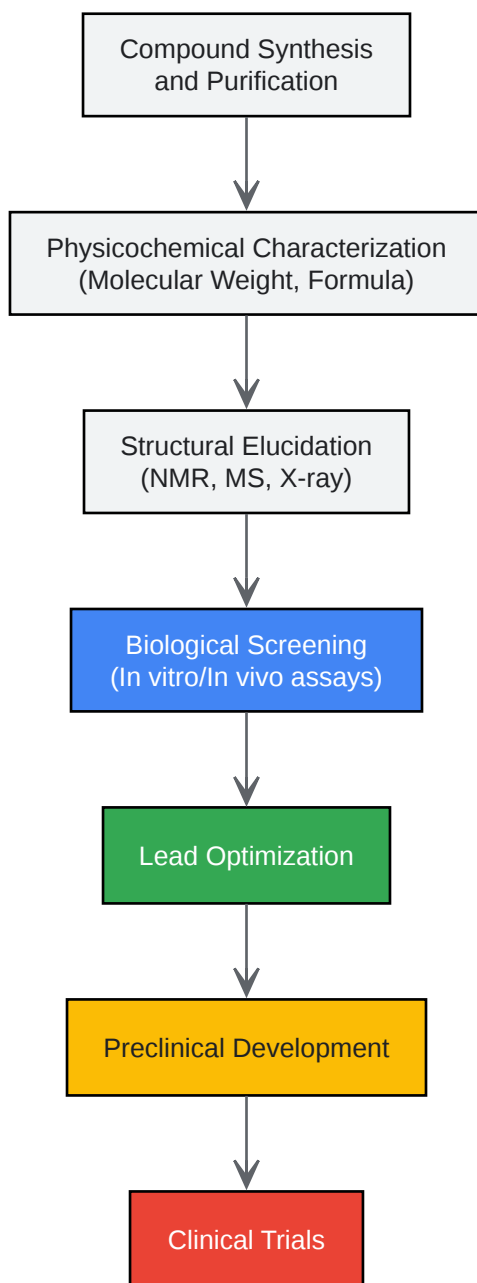 Compound Synthesis
and Purification
Physicochemical Characterization
(Molecular Weight, Formula)
Structural Elucidation
(NMR, MS, X-ray)
Biological Screening
(In vitro/In vivo assays)
Lead Optimization
Preclinical Development
Clinical Trials